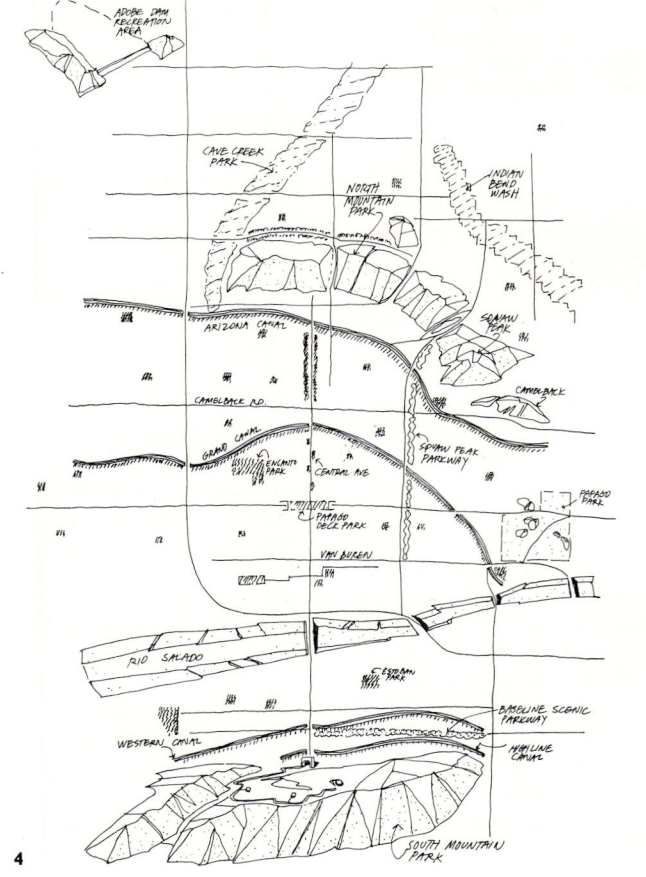 ADOBE DAM
RECREATION
AREA
CAVE CREEK
PARK
INDIAN
BEND
WASH
NORTH
MOUNTAIN
PARK
ARIZONA CANAL
SQUAW
PEAK
CAMELBACK
CAMELBACK RD.
GRAND CANAL
SQUAW PEAK
PARKWAY
ENCANTO
PARK
CENTRAL AVE
PAPAGO
PARK
PAPAGO
DECK PARK
VAN BUREN
RIO SALADO
ESTOBAN
PARK
BASELINE SCENIC
PARKWAY
WESTERN CANAL
HIGHLINE
CANAL
SOUTH MOUNTAIN
PARK
4